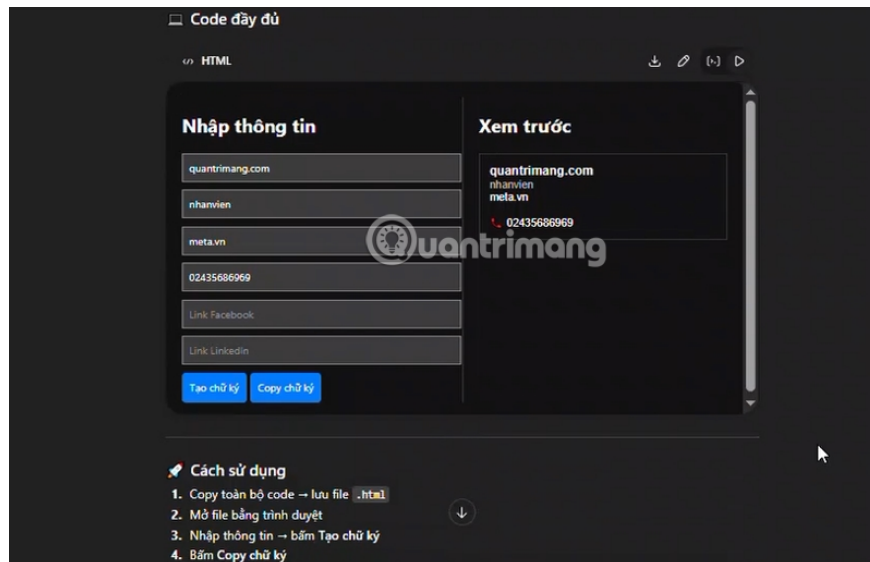 Code đầy đủ
HTML
Nhập thông tin
quantrimang.com
nhanvien
meta.vn
02435686969
Link Facebook
Link Linkedin
Tạo chữ ký Copy chữ ký
Xem trước
quantrimang.com
nhanvien
meta.vn
02435686969
Quantrimang
Cách sử dụng
1. Copy toàn bộ code → lưu file .html
2. Mở file bằng trình duyệt
3. Nhập thông tin → bấm Tạo chữ ký
4. Bấm Copy chữ ký